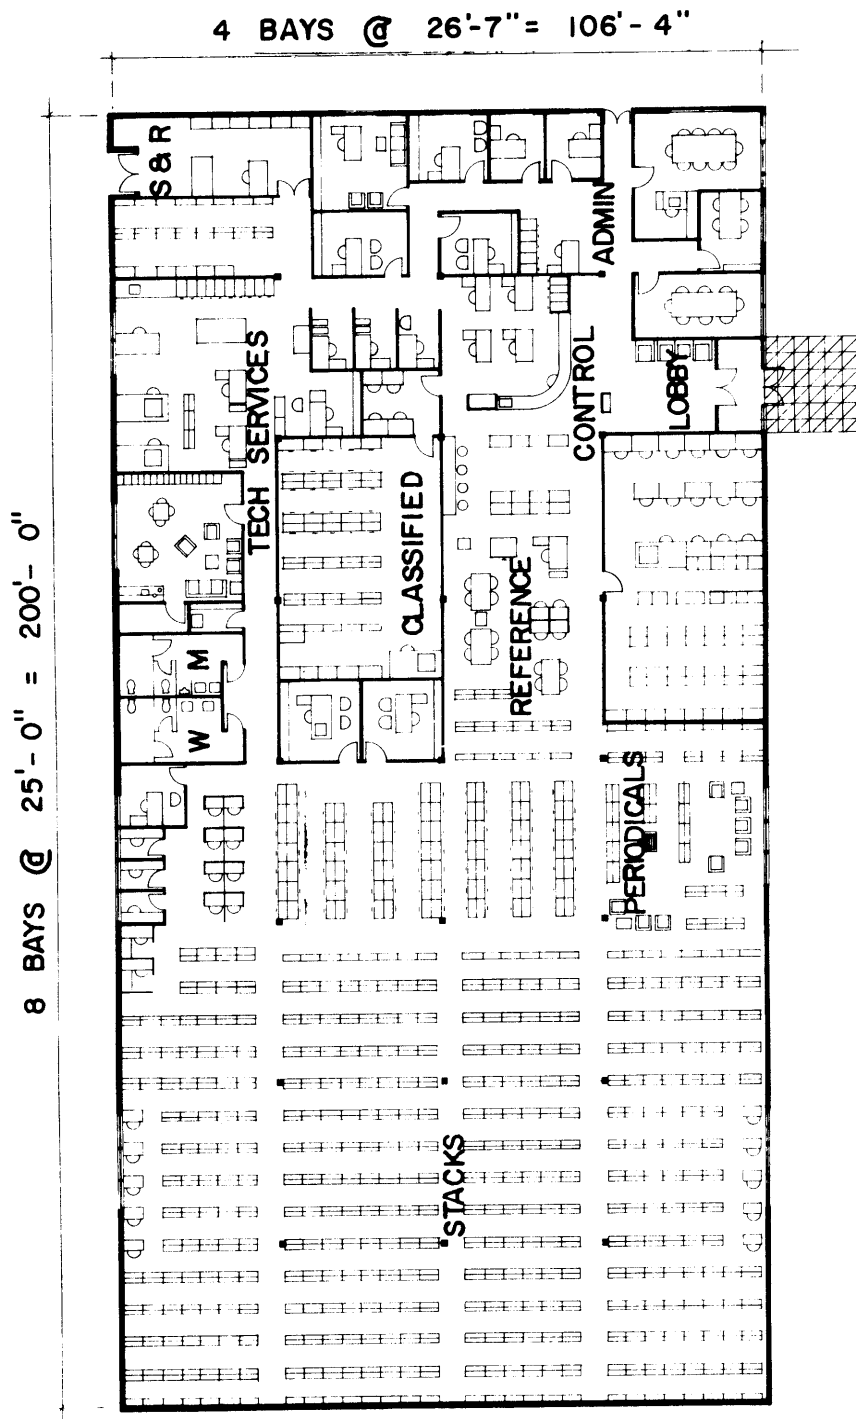 4 BAYS @ 26'-7" = 106'-4"
8 BAYS @ 25'-0" = 200'-0"
S & R
ADMIN
TECH SERVICES
CONTROL
LOBBY
CLASSIFIED
REFERENCE
M
W
PERIODICALS
STACKS